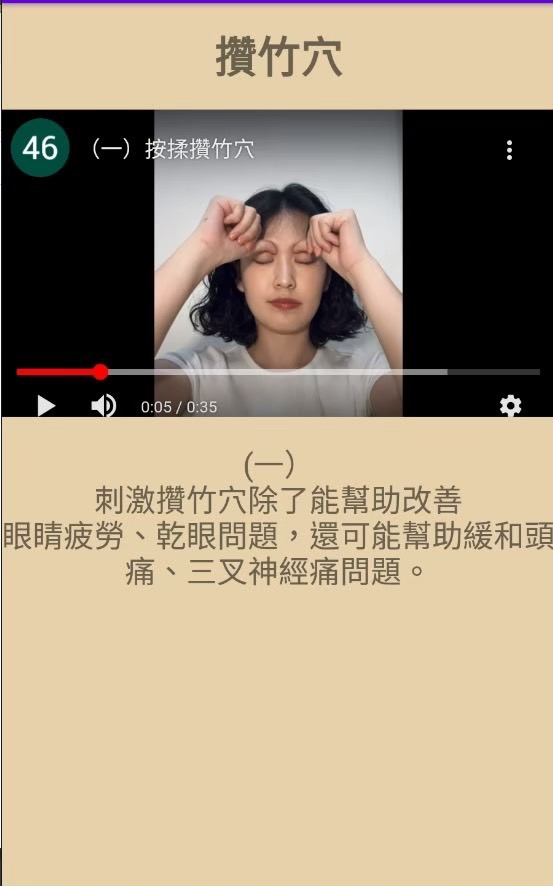 攢竹穴
46 （一）按揉攢竹穴
0:05 / 0:35
(一）
刺激攢竹穴除了能幫助改善
眼睛疲勞、乾眼問題，還可能幫助緩和頭
痛、三叉神經痛問題。